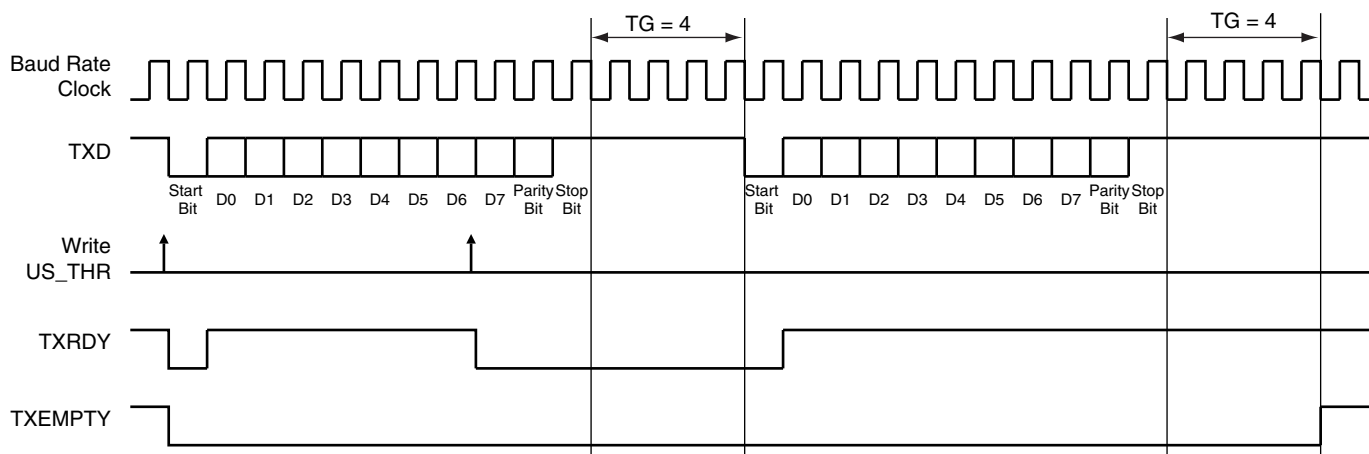 TG = 4
TG = 4
Baud Rate
Clock
TXD
Start
Bit
D0
D1
D2
D3
D4
D5
D6
D7
Parity
Bit
Stop
Bit
Start
Bit
D0
D1
D2
D3
D4
D5
D6
D7
Parity
Bit
Stop
Bit
Write
US_THR
TXRDY
TXEMPTY